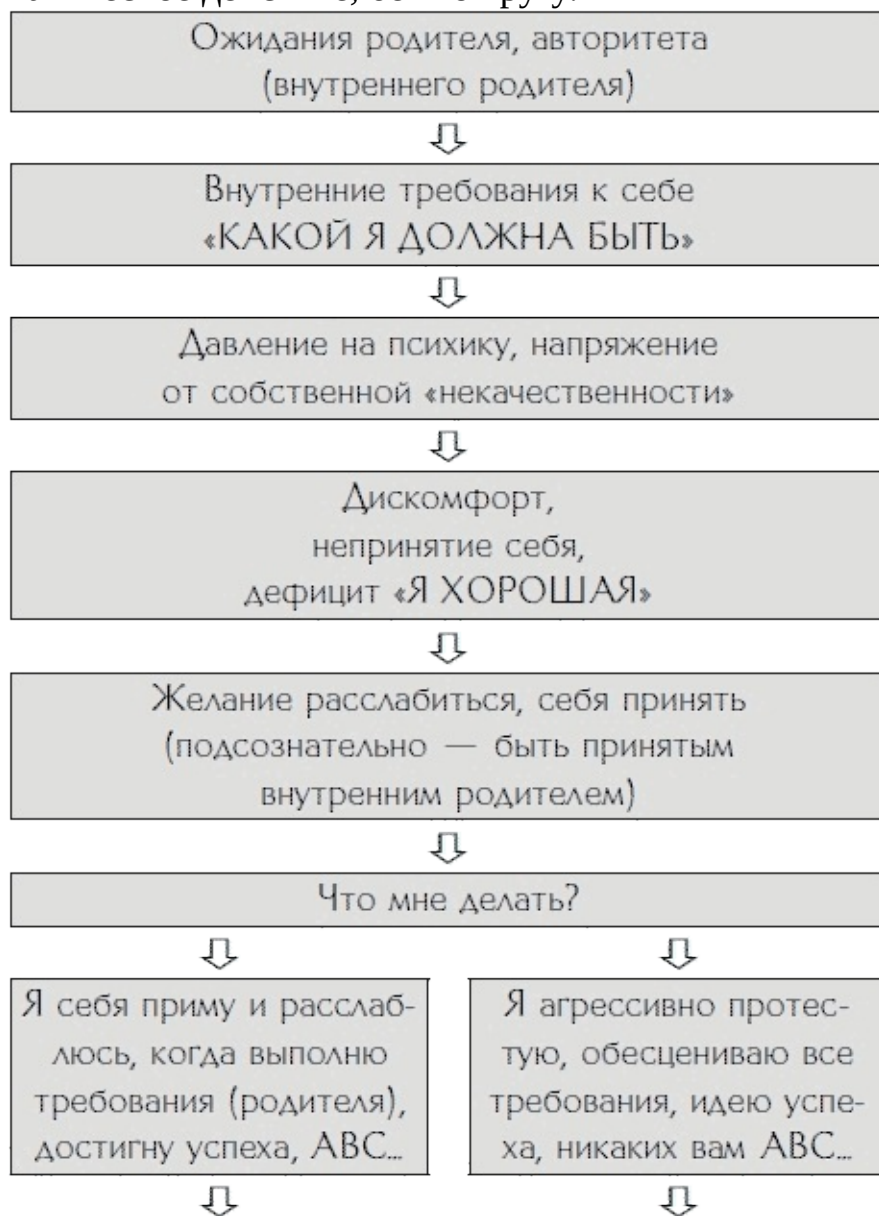 Ожидания родителя, авторитета
(внутреннего родителя)
Внутренние требования к себе
«КАКОЙ Я ДОЛЖНА БЫТЬ»
Давление на психику, напряжение
от собственной «некачественности»
Дискомфорт,
непринятие себя,
дефицит «Я ХОРОШАЯ»
Желание расслабиться, себя принять
(подсознательно — быть принятым
внутренним родителем)
Что мне делать?
Я себя приму и расслаб-
люсь, когда выполню
требования (родителя),
достигну успеха, АВС...
Я агрессивно протес-
тую, обесцениваю все
требования, идею успе-
ха, никаких вам АВС...